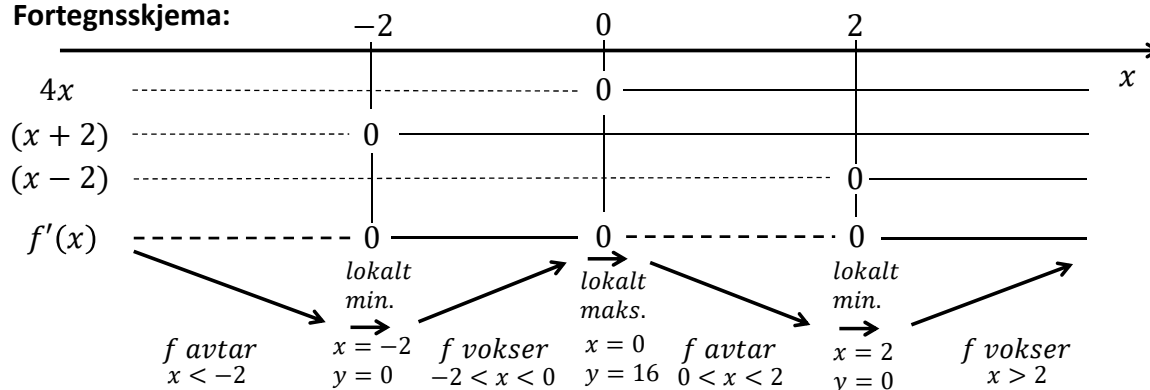 Fortegnsskjema:
−2 0 2
x
4x 0
(x + 2) 0
(x − 2) 0
f′(x) 0 0 0
lokalt
min.
lokalt
maks.
lokalt
min.
f avtar
x < −2
x = −2
y = 0
f vokser
−2 < x < 0
x = 0
y = 16
f avtar
0 < x < 2
x = 2
y = 0
f vokser
x > 2